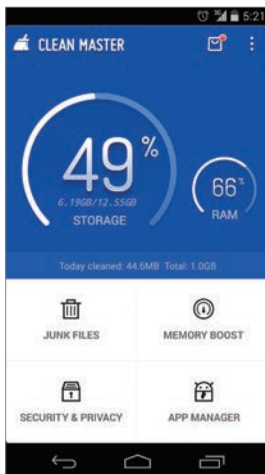 5:21
CLEAN MASTER
49%
6.19GB/12.55GB
STORAGE
66%
RAM
Today cleaned: 44.6MB Total: 1.0GB
JUNK FILES
MEMORY BOOST
SECURITY & PRIVACY
APP MANAGER